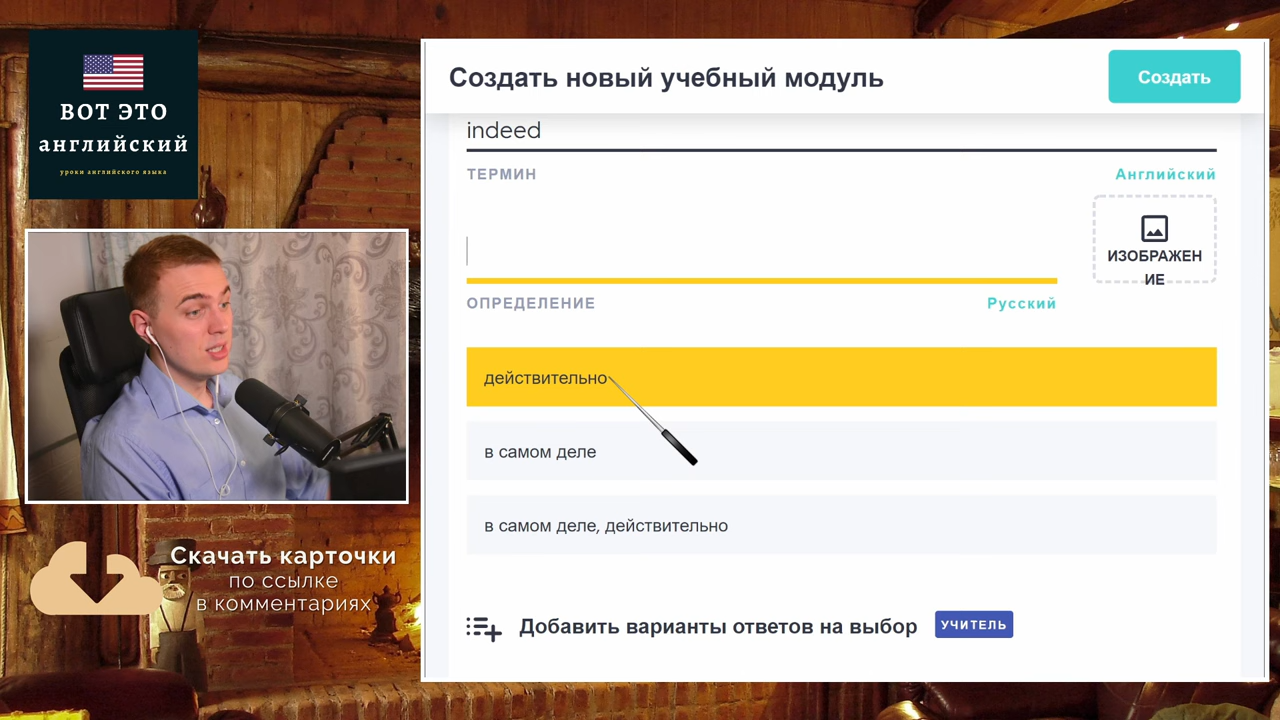 ВОТ ЭТО
английский
уроки английского языка
Скачать карточки
по ссылке
в комментариях
Создать новый учебный модуль
Создать
indeed
ТЕРМИН
Английский
ИЗОБРАЖЕН
ИЕ
ОПРЕДЕЛЕНИЕ
Русский
действительно
в самом деле
в самом деле, действительно
Добавить варианты ответов на выбор
УЧИТЕЛЬ